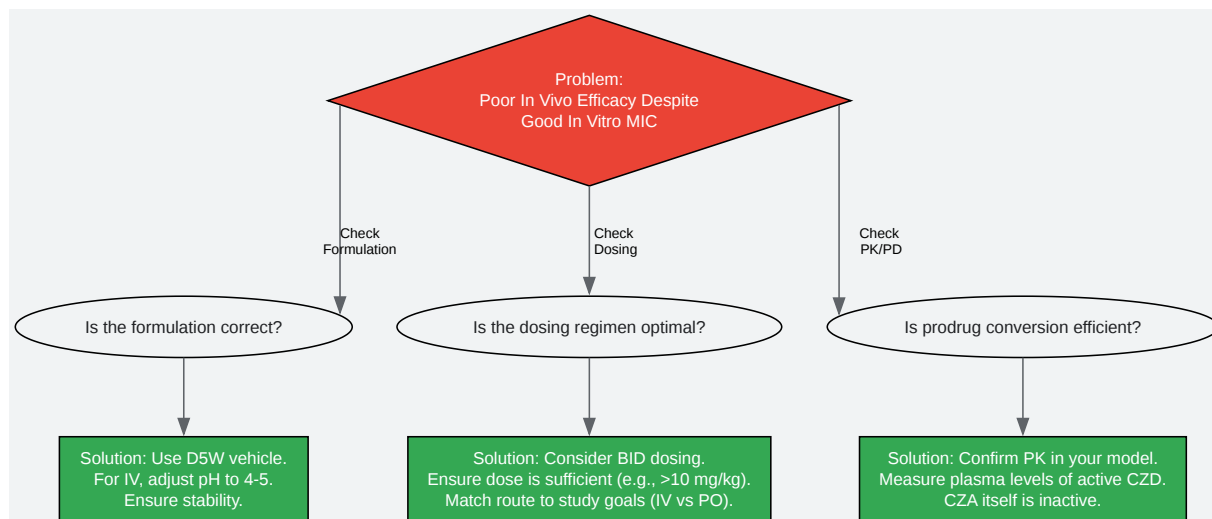 Problem:
Poor In Vivo Efficacy Despite
Good In Vitro MIC
Check
Formulation
Check
Dosing
Check
PK/PD
Is the formulation correct?
Is the dosing regimen optimal?
Is prodrug conversion efficient?
Solution: Use D5W vehicle.
For IV, adjust pH to 4-5.
Ensure stability.
Solution: Consider BID dosing.
Ensure dose is sufficient (e.g., >10 mg/kg).
Match route to study goals (IV vs PO).
Solution: Confirm PK in your model.
Measure plasma levels of active CZD.
CZA itself is inactive.